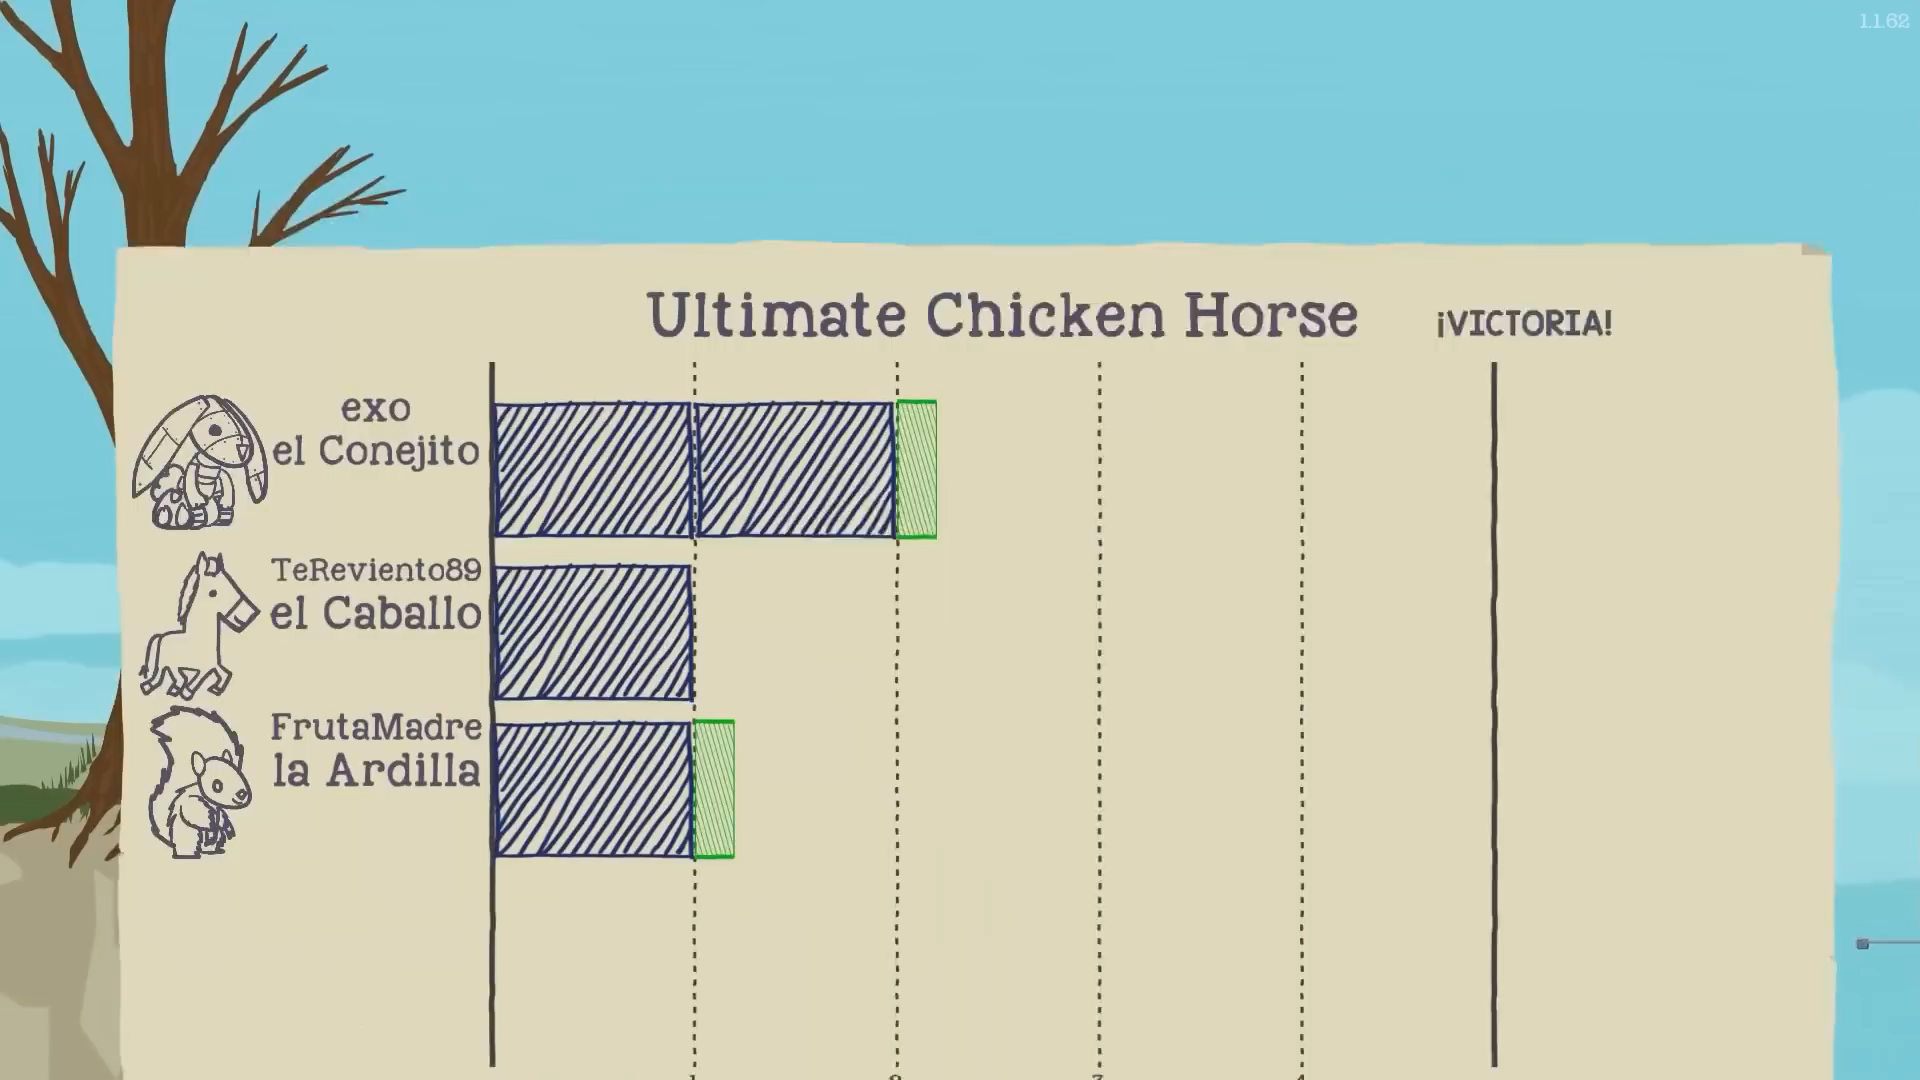 1.1.62
Ultimate Chicken Horse
¡VICTORIA!
exo
el Conejito
TeReviento89
el Caballo
FrutaMadre
la Ardilla